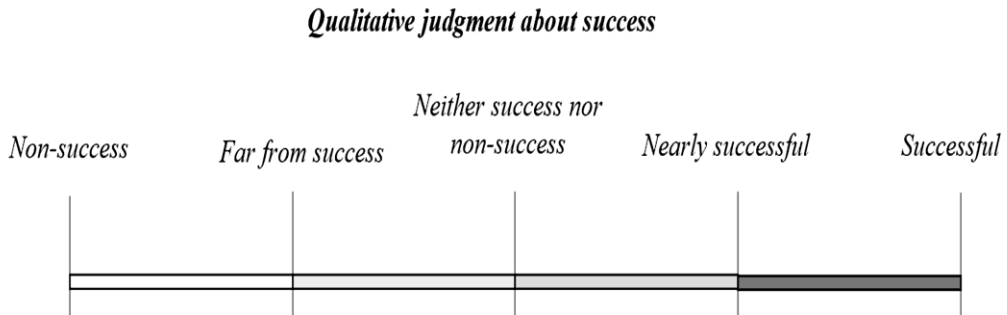 Qualitative judgment about success
Neither success nor
non-success
Non-success
Far from success
Nearly successful
Successful